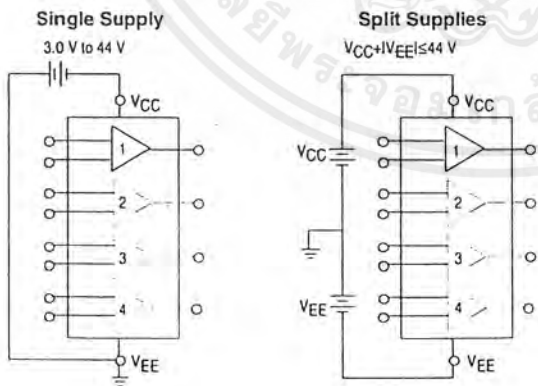 Single Supply
3.0 V to 44 V
VCC
1
2
3
4
VEE
Split Supplies
VCC+|VEE|≤44 V
VCC
VCC
1
2
3
4
VEE
VEE